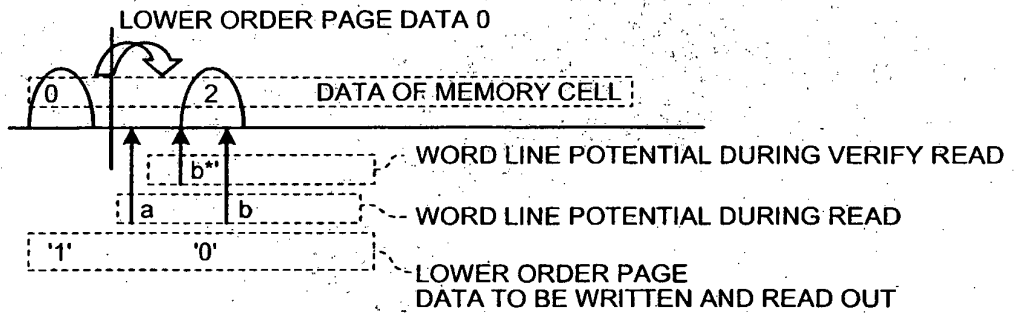 LOWER ORDER PAGE DATA 0
0 2 DATA OF MEMORY CELL
b*' WORD LINE POTENTIAL DURING VERIFY READ
a b WORD LINE POTENTIAL DURING READ
'1' '0'
LOWER ORDER PAGE
DATA TO BE WRITTEN AND READ OUT